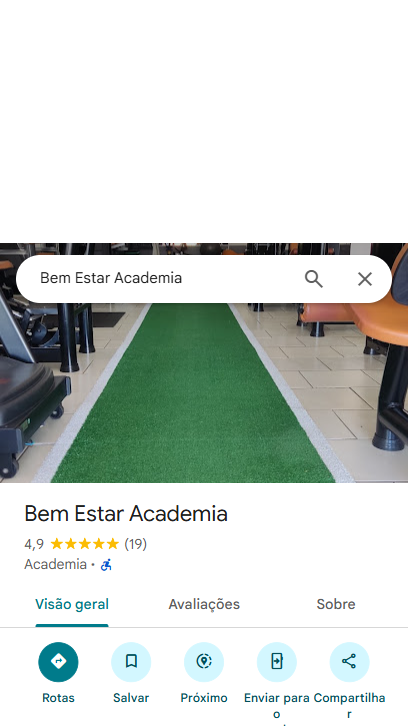 Bem Estar Academia
Bem Estar Academia
4,9 ★★★★★ (19)
Academia ·
Visão geral Avaliações Sobre
Rotas Salvar Próximo Enviar para Compartilha
o r